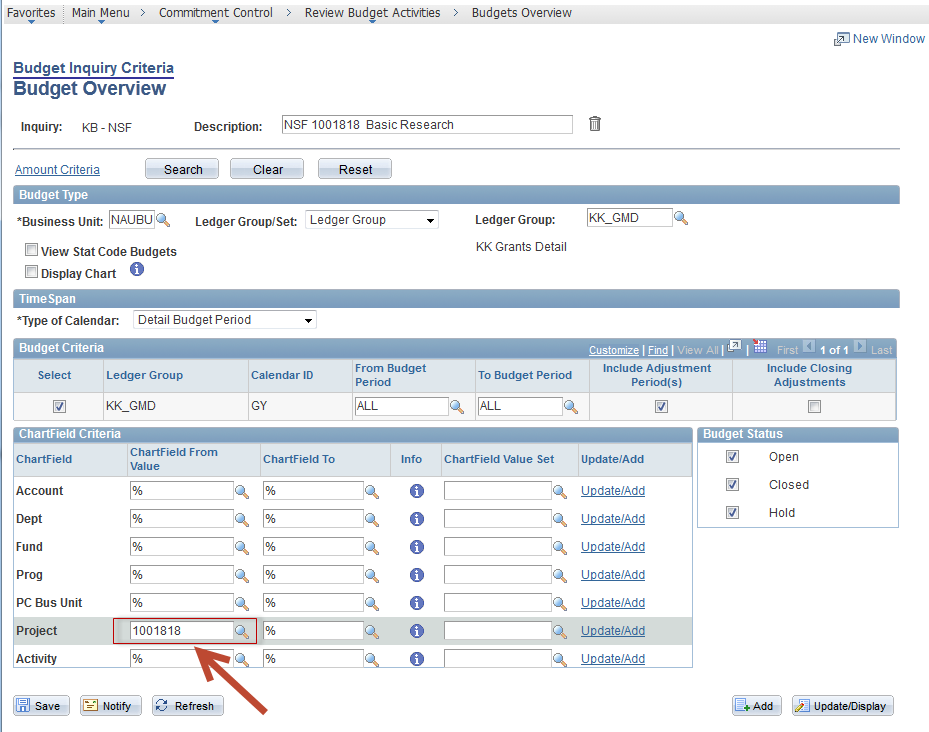 Favorites Main Menu > Commitment Control > Review Budget Activities > Budgets Overview
New Window
Budget Inquiry Criteria
Budget Overview
Inquiry: KB - NSF Description: NSF 1001818 Basic Research
Amount Criteria Search Clear Reset
Budget Type
*Business Unit: NAUBU Ledger Group/Set: Ledger Group Ledger Group: KK_GMD
KK Grants Detail
View Stat Code Budgets
Display Chart
TimeSpan
*Type of Calendar: Detail Budget Period
Budget Criteria Customize | Find | View All | | First 1 of 1 Last
Select Ledger Group Calendar ID From Budget Period To Budget Period Include Adjustment Period(s) Include Closing Adjustments
KK_GMD GY ALL ALL
ChartField Criteria Budget Status
ChartField ChartField From Value ChartField To Info ChartField Value Set Update/Add
Open
Closed
Hold
Account % % Update/Add
Dept % % Update/Add
Fund % % Update/Add
Prog % % Update/Add
PC Bus Unit % % Update/Add
Project 1001818 % Update/Add
Activity % % Update/Add
Save Notify Refresh Add Update/Display